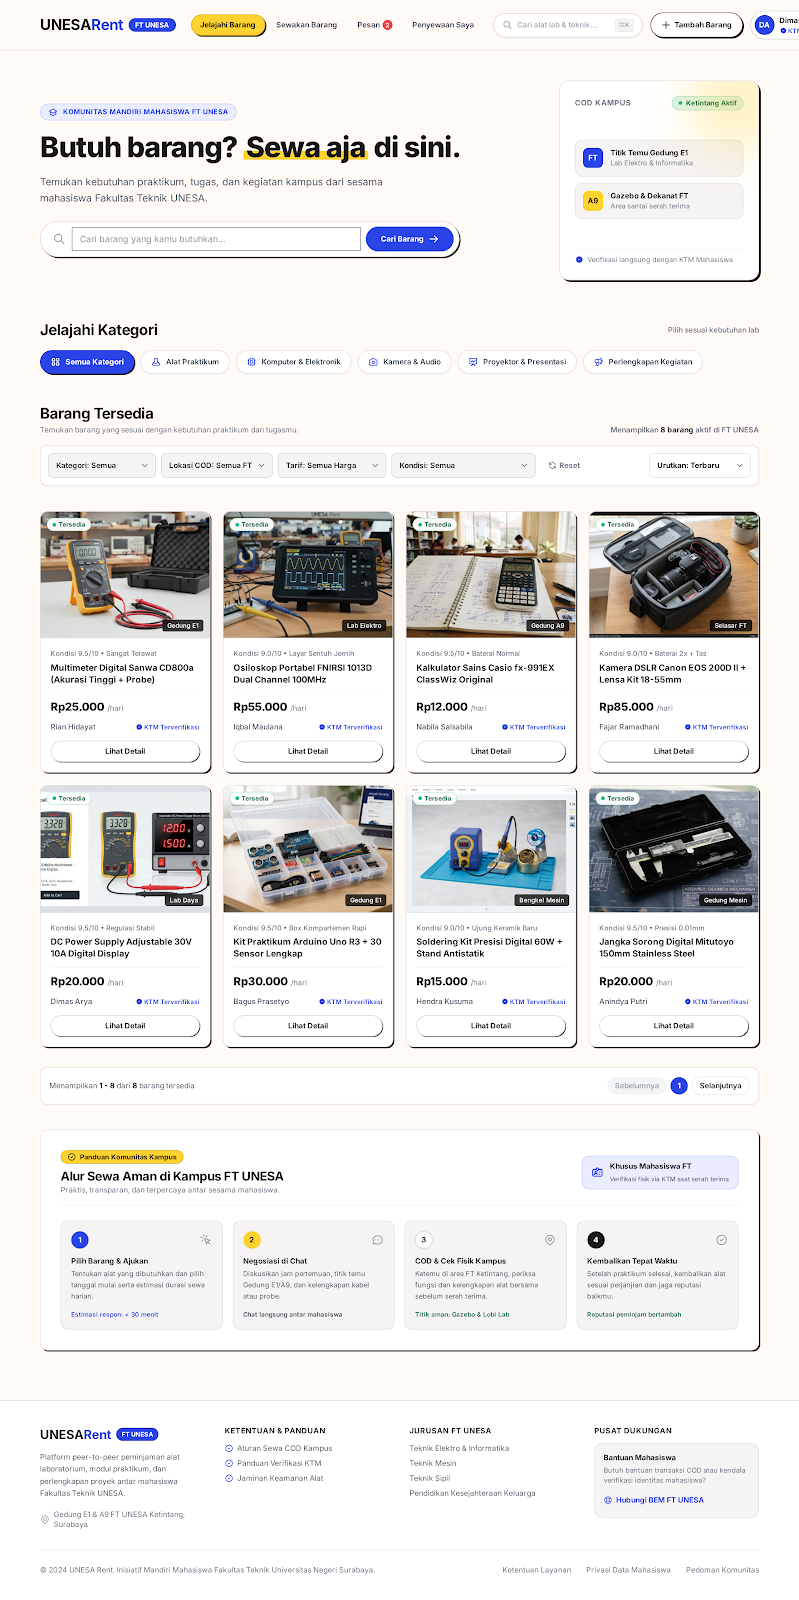 UNESARent FT UNESA
Jelajahi Barang
Sewakan Barang
Pesan 2
Penyewaan Saya
Cari alat lab & teknik... ⌘K
+ Tambah Barang
DA
KOMUNITAS MANDIRI MAHASISWA FT UNESA
Butuh barang? Sewa aja di sini.
Temukan kebutuhan praktikum, tugas, dan kegiatan kampus dari sesama
mahasiswa Fakultas Teknik UNESA.
Cari barang yang kamu butuhkan...
Cari Barang →
COD KAMPUS
Ketintang Aktif
FT
Titik Temu Gedung E1
Lab Elektro & Informatika
A9
Gazebo & Dekanat FT
Area santai serah terima
Verifikasi langsung dengan KTM Mahasiswa
Jelajahi Kategori
Pilih sesuai kebutuhan lab
Semua Kategori
Alat Praktikum
Komputer & Elektronik
Kamera & Audio
Proyektor & Presentasi
Perlengkapan Kegiatan
Barang Tersedia
Temukan barang yang sesuai dengan kebutuhan praktikum dan tugasmu.
Menampilkan 8 barang aktif di FT UNESA
Kategori: Semua
Lokasi COD: Semua FT
Tarif: Semua Harga
Kondisi: Semua
Reset
Urutkan: Terbaru
Tersedia
Gedung E1
Kondisi 9.5/10 • Sangat Terawat
Multimeter Digital Sanwa CD800a
(Akurasi Tinggi + Probe)
Rp25.000 /hari
Rian Hidayat
KTM Terverifikasi
Lihat Detail
Tersedia
Lab Elektro
Kondisi 9.0/10 • Layar Sentuh Jernih
Osiloskop Portabel FNIRSI 1013D
Dual Channel 100MHz
Rp55.000 /hari
Iqbal Maulana
KTM Terverifikasi
Lihat Detail
Tersedia
Gedung A9
Kondisi 9.5/10 • Baterai Normal
Kalkulator Sains Casio fx-991EX
ClassWiz Original
Rp12.000 /hari
Nabila Salsabila
KTM Terverifikasi
Lihat Detail
Tersedia
Selasar FT
Kondisi 9.0/10 • Baterai 2x + Tas
Kamera DSLR Canon EOS 200D II +
Lensa Kit 18-55mm
Rp85.000 /hari
Fajar Ramadhani
KTM Terverifikasi
Lihat Detail
Tersedia
3328
3328
12.00
1.500
Lab Daya
Kondisi 9.5/10 • Regulasi Stabil
DC Power Supply Adjustable 30V
10A Digital Display
Rp20.000 /hari
Dimas Arya
KTM Terverifikasi
Lihat Detail
Tersedia
Gedung E1
Kondisi 9.5/10 • Box Kompartemen Rapi
Kit Praktikum Arduino Uno R3 + 30
Sensor Lengkap
Rp30.000 /hari
Bagus Prasetyo
KTM Terverifikasi
Lihat Detail
Tersedia
Bengkel Mesin
Kondisi 9.0/10 • Ujung Keramik Baru
Soldering Kit Presisi Digital 60W +
Stand Antistatik
Rp15.000 /hari
Hendra Kusuma
KTM Terverifikasi
Lihat Detail
Tersedia
Gedung Mesin
Kondisi 9.5/10 • Presisi 0.01mm
Jangka Sorong Digital Mitutoyo
150mm Stainless Steel
Rp20.000 /hari
Anindya Putri
KTM Terverifikasi
Lihat Detail
Menampilkan 1 - 8 dari 8 barang tersedia
Sebelumnya
1
Selanjutnya
Panduan Komunitas Kampus
Alur Sewa Aman di Kampus FT UNESA
Praktis, transparan, dan terpercaya antar sesama mahasiswa.
Khusus Mahasiswa FT
Verifikasi fisik via KTM saat serah terima
1
Pilih Barang & Ajukan
Tentukan alat yang dibutuhkan dan pilih
tanggal mulai serta estimasi durasi sewa
harian.
Estimasi respon: < 30 menit
2
Negosiasi di Chat
Diskusikan jam pertemuan, titik temu
Gedung E1/A9, dan kelengkapan kabel
atau probe.
Chat langsung antar mahasiswa
3
COD & Cek Fisik Kampus
Ketemu di area FT Ketintang, periksa
fungsi dan kelengkapan alat bersama
sebelum serah terima.
Titik aman: Gazebo & Lobi Lab
4
Kembalikan Tepat Waktu
Setelah praktikum selesai, kembalikan alat
sesuai perjanjian dan jaga reputasi
baikmu.
Reputasi peminjam bertambah
UNESARent FT UNESA
Platform peer-to-peer peminjaman alat
laboratorium, modul praktikum, dan
perlengkapan proyek antar mahasiswa
Fakultas Teknik UNESA.
Gedung E1 & A9 FT UNESA Ketintang,
Surabaya
KETENTUAN & PANDUAN
Aturan Sewa COD Kampus
Panduan Verifikasi KTM
Jaminan Keamanan Alat
JURUSAN FT UNESA
Teknik Elektro & Informatika
Teknik Mesin
Teknik Sipil
Pendidikan Kesejahteraan Keluarga
PUSAT DUKUNGAN
Bantuan Mahasiswa
Butuh bantuan transaksi COD atau kendala
verifikasi identitas mahasiswa?
Hubungi BEM FT UNESA
© 2024 UNESA Rent. Inisiatif Mandiri Mahasiswa Fakultas Teknik Universitas Negeri Surabaya.
Ketentuan Layanan
Privasi Data Mahasiswa
Pedoman Komunitas